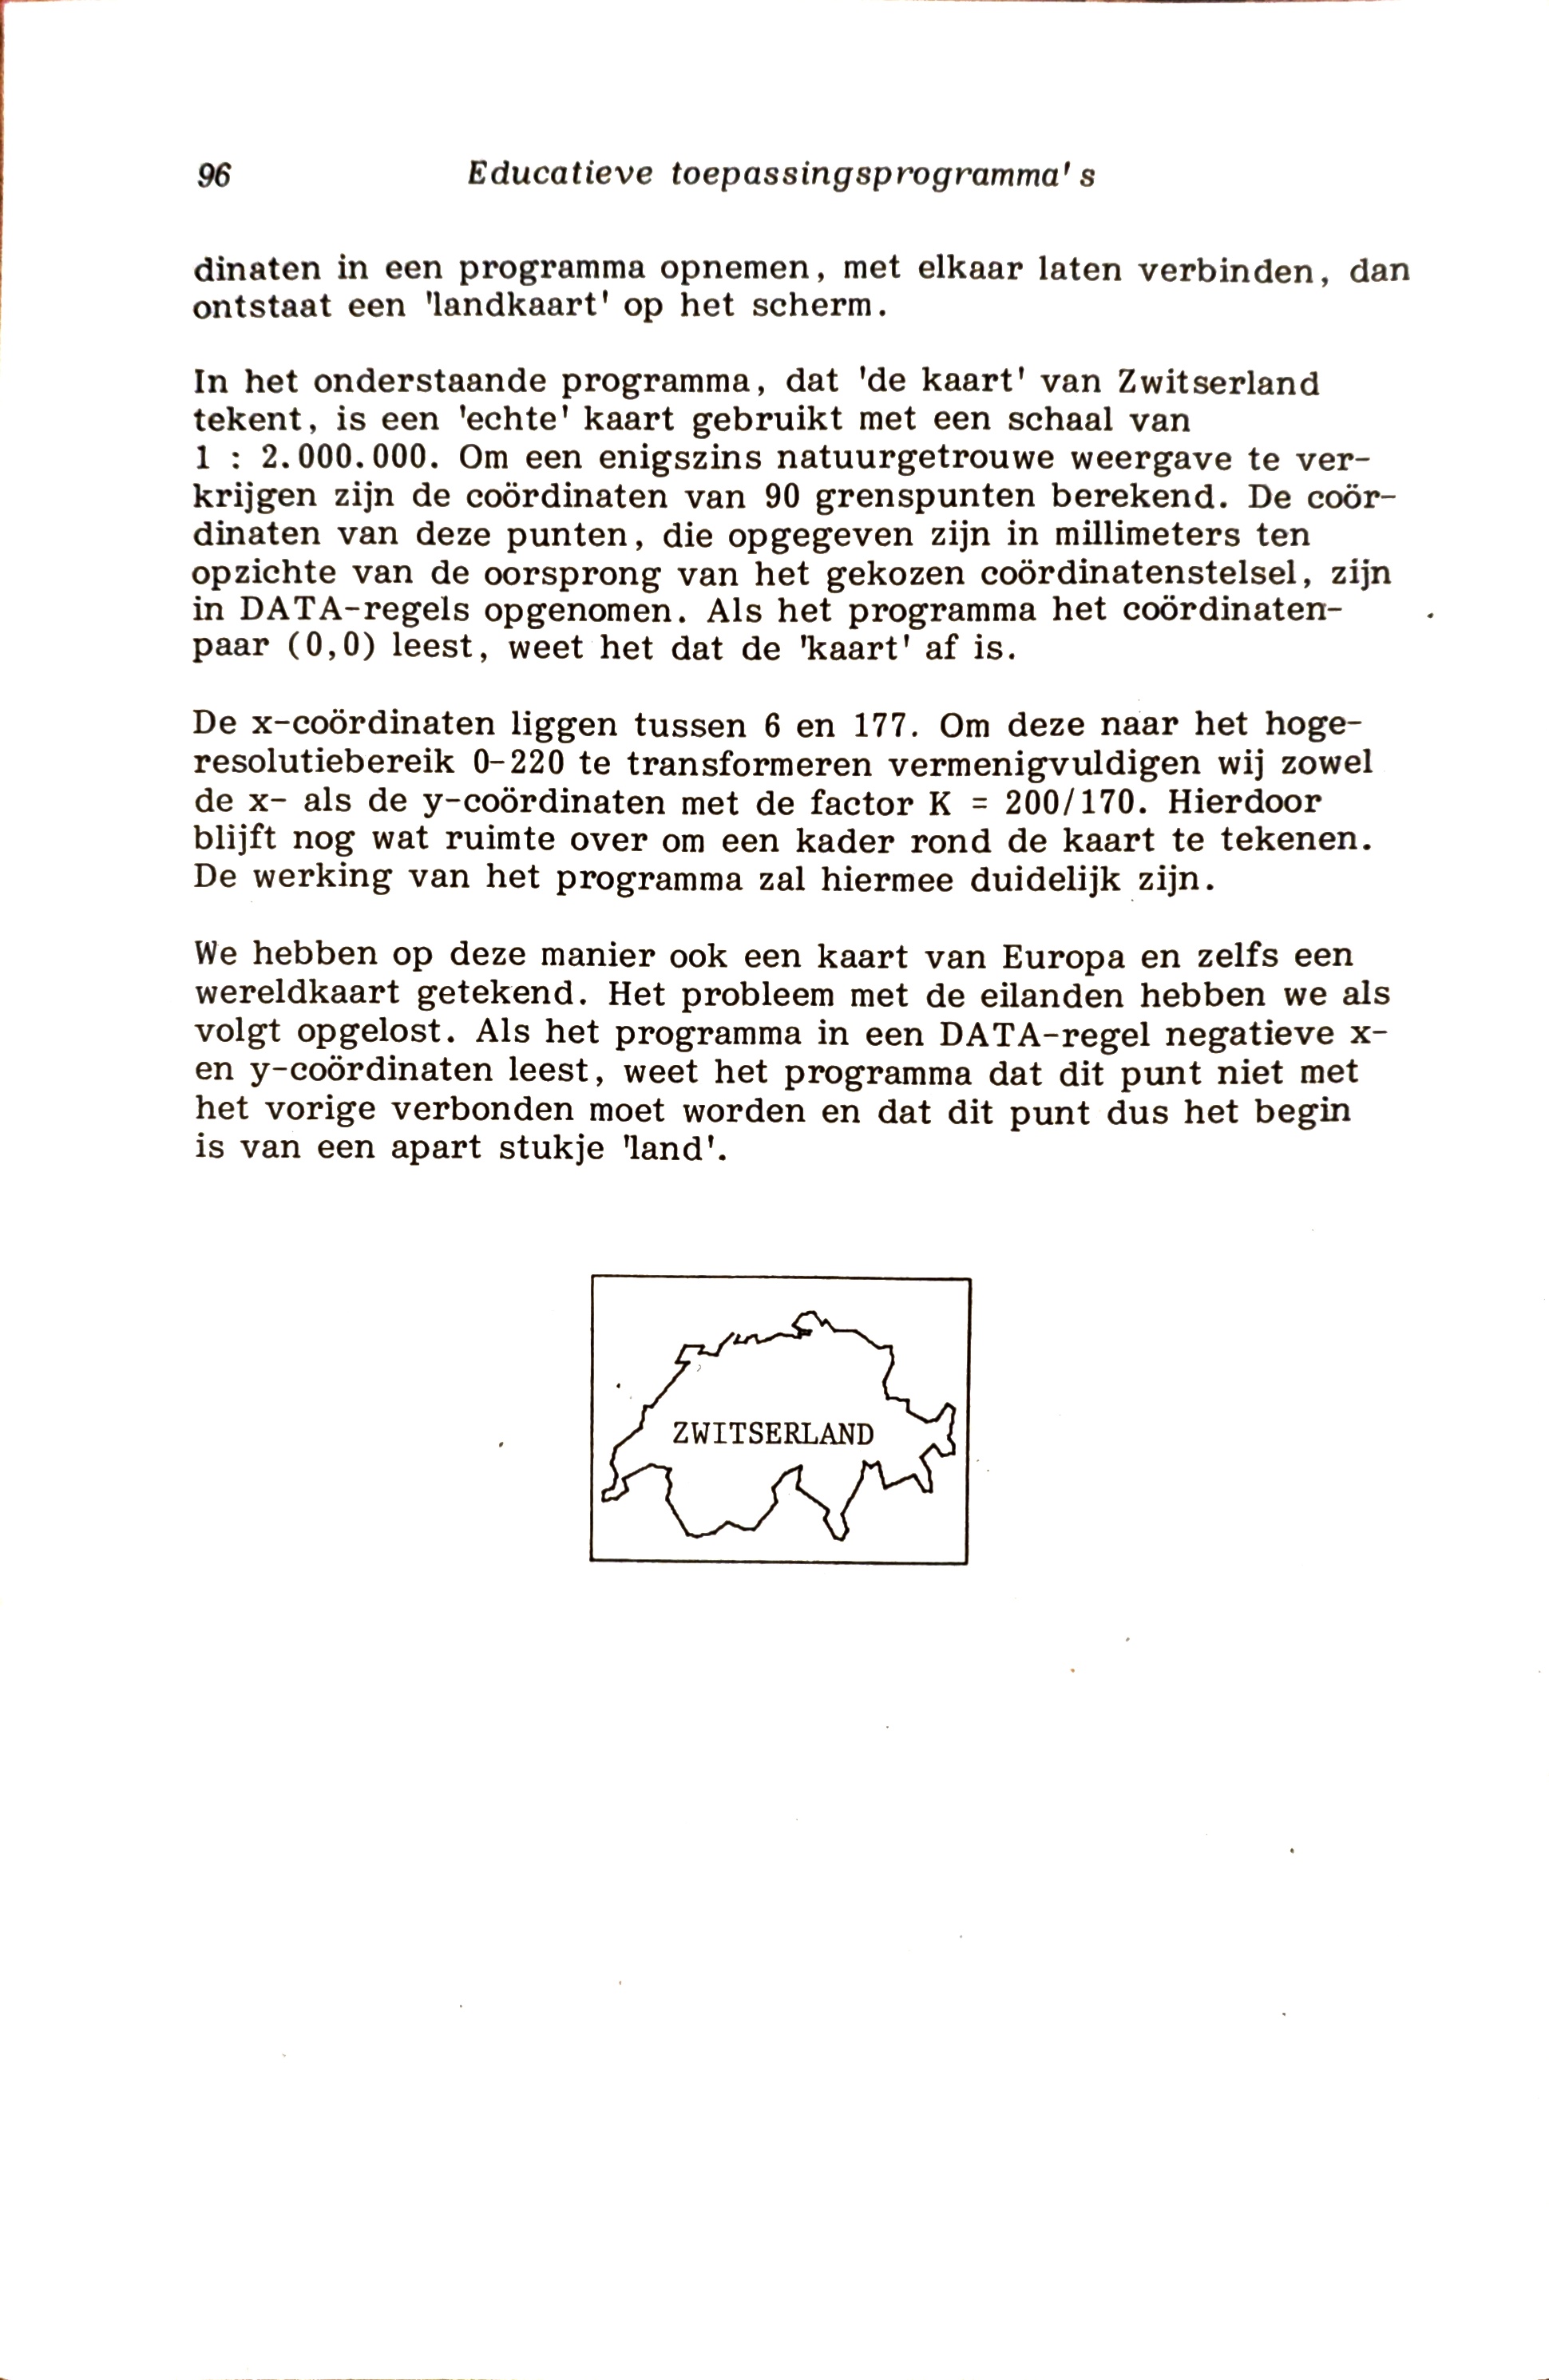 96 Educatieve toepassingsprogramma's
dinaten in een programma opnemen, met elkaar laten verbinden, dan
ontstaat een 'landkaart' op het scherm.
In het onderstaande programma, dat 'de kaart' van Zwitserland
tekent, is een 'echte' kaart gebruikt met een schaal van
1 : 2.000.000. Om een enigszins natuurgetrouwe weergave te ver-
krijgen zijn de coördinaten van 90 grenspunten berekend. De coör-
dinaten van deze punten, die opgegeven zijn in millimeters ten
opzichte van de oorsprong van het gekozen coördinatenstelsel, zijn
in DATA-regels opgenomen. Als het programma het coördinaten-
paar (0,0) leest, weet het dat de 'kaart' af is.
De x-coördinaten liggen tussen 6 en 177. Om deze naar het hoge-
resolutiebereik 0-220 te transformeren vermenigvuldigen wij zowel
de x- als de y-coördinaten met de factor K = 200/170. Hierdoor
blijft nog wat ruimte over om een kader rond de kaart te tekenen.
De werking van het programma zal hiermee duidelijk zijn.
We hebben op deze manier ook een kaart van Europa en zelfs een
wereldkaart getekend. Het probleem met de eilanden hebben we als
volgt opgelost. Als het programma in een DATA-regel negatieve x-
en y-coördinaten leest, weet het programma dat dit punt niet met
het vorige verbonden moet worden en dat dit punt dus het begin
is van een apart stukje 'land'.
ZWITSERLAND